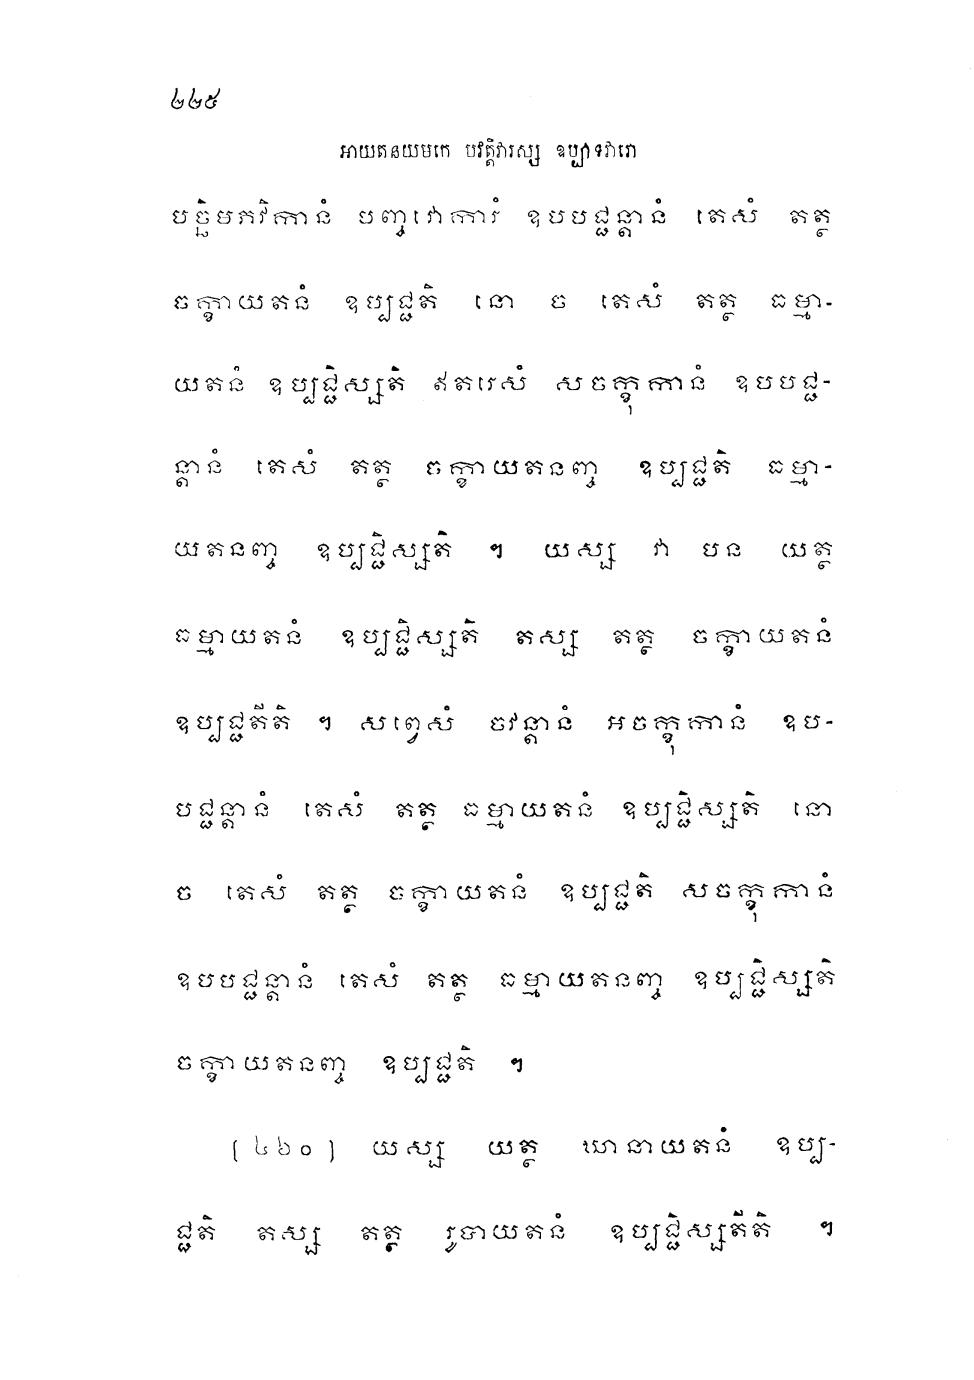 ២២៥
អាយតនយមកេ បវត្តិវារស្ស ឧប្បាទវារោ
បច្ឆិមភវិកានំ បញ្ចវោការំ ឧបបជ្ជន្តានំ តេសំ តត្ថ
ចក្ខាយតនំ ឧប្បជ្ជតិ នោ ច តេសំ តត្ថ ធម្មា-
យតនំ ឧប្បជ្ជិស្សតិ ឥតរេសំ សចក្ខុកានំ ឧបបជ្ជ-
ន្តានំ តេសំ តត្ថ ចក្ខាយតនញ្ច ឧប្បជ្ជតិ ធម្មា-
យតនញ្ច ឧប្បជ្ជិស្សតិ ។ យស្ស វា បន យត្ថ
ធម្មាយតនំ ឧប្បជ្ជិស្សតិ តស្ស តត្ថ ចក្ខាយតនំ
ឧប្បជ្ជតីតិ ។ សព្វេសំ ចវន្តានំ អចក្ខុកានំ ឧប-
បជ្ជន្តានំ តេសំ តត្ថ ធម្មាយតនំ ឧប្បជ្ជិស្សតិ នោ
ច តេសំ តត្ថ ចក្ខាយតនំ ឧប្បជ្ជតិ សចក្ខុកានំ
ឧបបជ្ជន្តានំ តេសំ តត្ថ ធម្មាយតនញ្ច ឧប្បជ្ជិស្សតិ
ចក្ខាយតនញ្ច ឧប្បជ្ជតិ ។
[ ២៦០ ] យស្ស យត្ថ ឃានាយតនំ ឧប្ប-
ជ្ជតិ តស្ស តត្ថ រូបាយតនំ ឧប្បជ្ជិស្សតីតិ ។